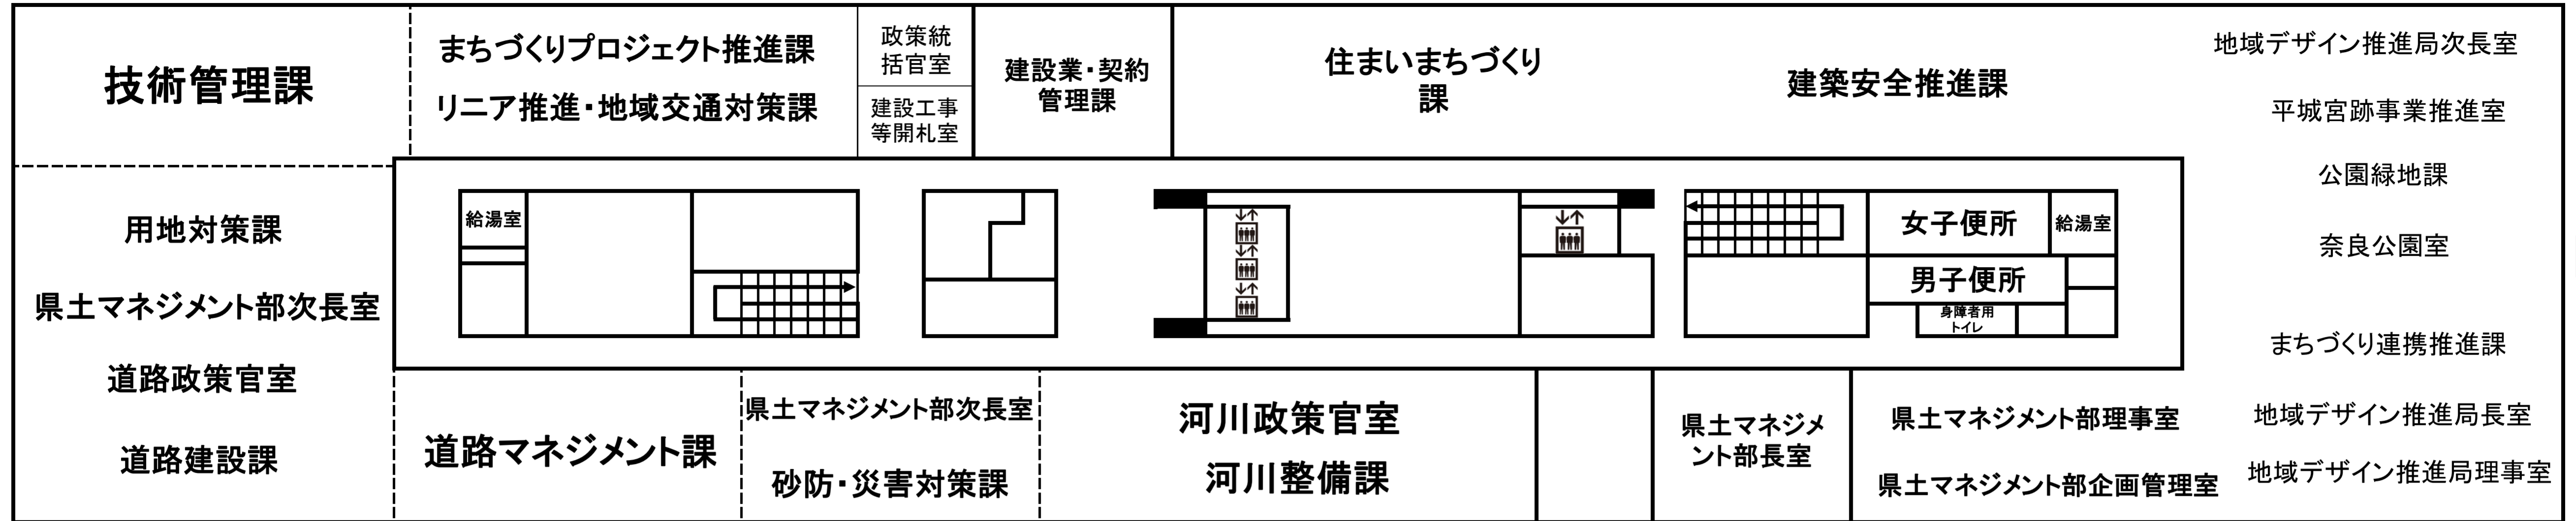 技術管理課
まちづくりプロジェクト推進課
リニア推進・地域交通対策課
政策統
括官室
建設工事
等開札室
建設業・契約
管理課
住まいまちづくり
課
建築安全推進課
地域デザイン推進局次長室
平城宮跡事業推進室
公園緑地課
奈良公園室
まちづくり連携推進課
地域デザイン推進局長室
地域デザイン推進局理事室
用地対策課
県土マネジメント部次長室
道路政策官室
道路建設課
給湯室
女子便所
給湯室
男子便所
身障者用
トイレ
道路マネジメント課
県土マネジメント部次長室
砂防・災害対策課
河川政策官室
河川整備課
県土マネジメ
ント部長室
県土マネジメント部理事室
県土マネジメント部企画管理室